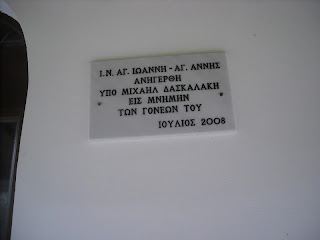 Ι.Ν. ΑΓ. ΙΩΑΝΝΗ - ΑΓ. ΑΝΝΗΣ
ΑΝΗΓΕΡΘΗ
ΥΠΟ ΜΙΧΑΗΛ ΔΑΣΚΑΛΑΚΗ
ΕΙΣ ΜΝΗΜΗΝ
ΤΩΝ ΓΟΝΕΩΝ ΤΟΥ
ΙΟΥΛΙΟΣ 2008